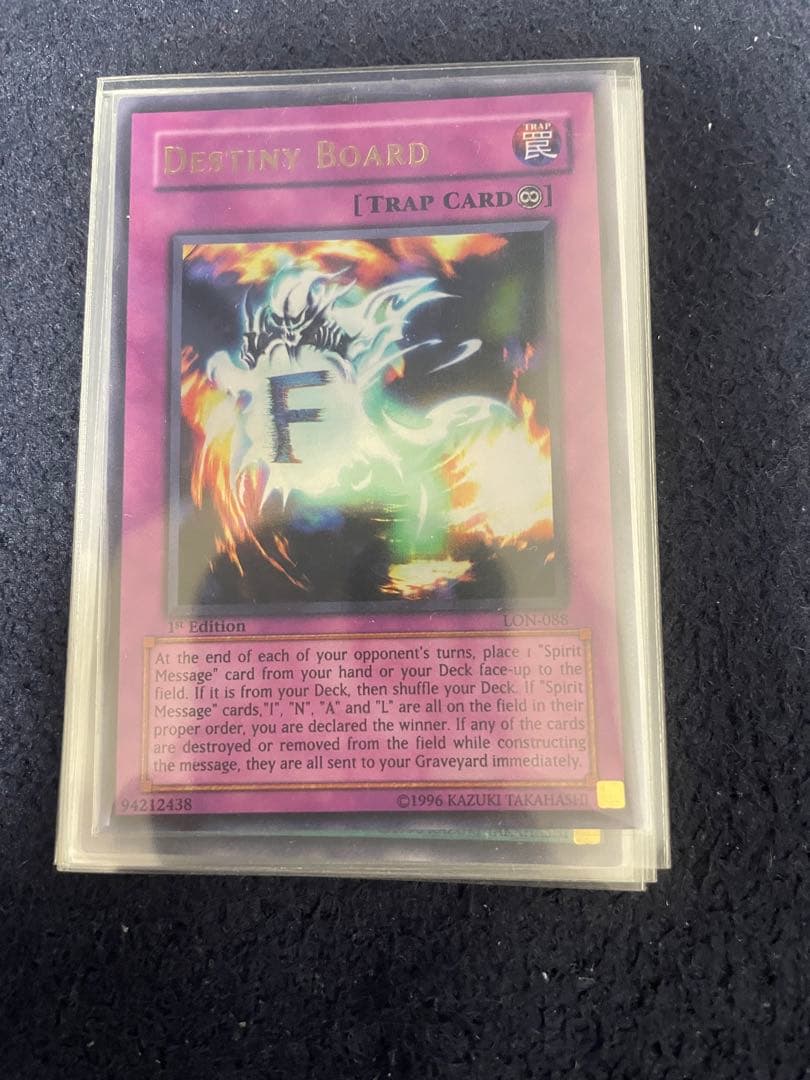 DESTINY BOARD
TRAP
罠
[TRAP CARD∞]
F
1st Edition
LON-088
At the end of each of your opponent's turns, place 1 "Spirit
Message" card from your hand or your Deck face-up to the
field. If it is from your Deck, then shuffle your Deck. If "Spirit
Message" cards,"I", "N", "A" and "L" are all on the field in their
proper order, you are declared the winner. If any of the cards
are destroyed or removed from the field while constructing
the message, they are all sent to your Graveyard immediately.
94212438
©1996 KAZUKI TAKAHASHI
KAZUKI TAKAHASHI